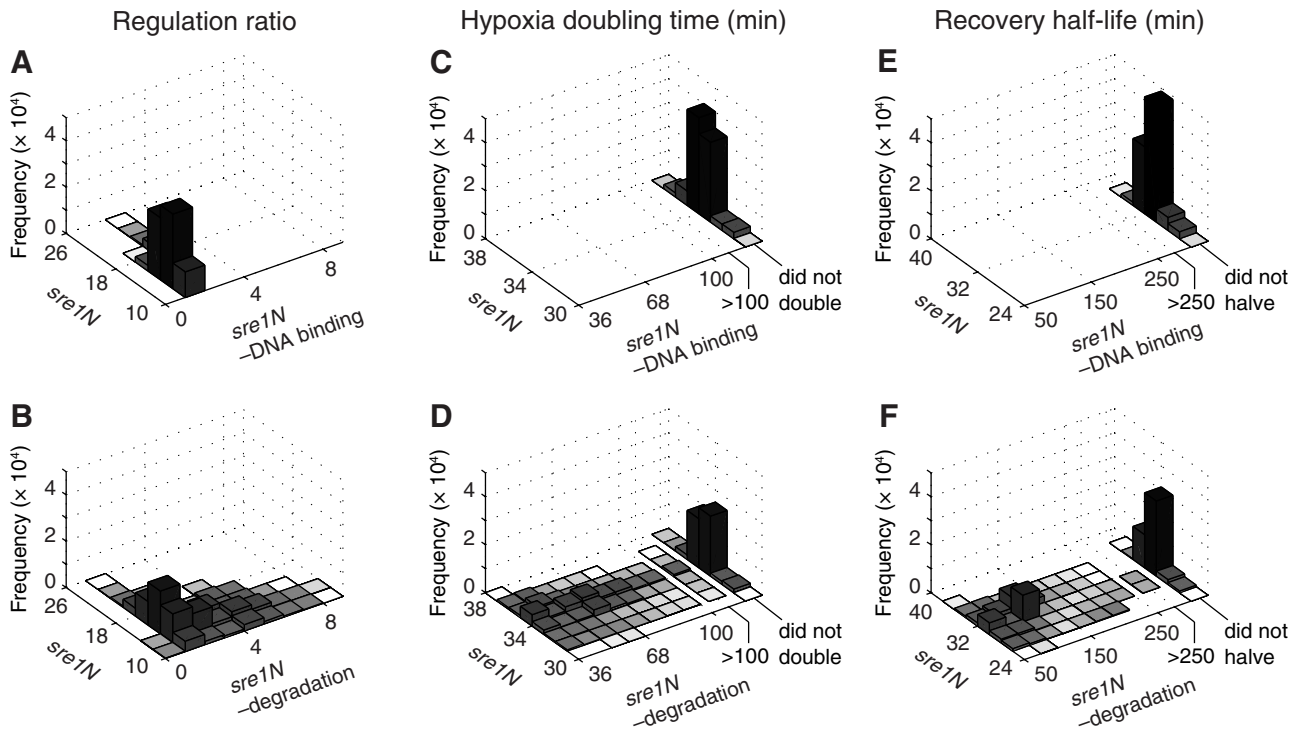 Regulation ratio
Hypoxia doubling time (min)
Recovery half-life (min)
A
Frequency (× 10⁴)
4
2
0
26
18
10
sre1N
0
4
8
sre1N
–DNA binding
C
Frequency (× 10⁴)
4
2
0
38
34
30
sre1N
36
68
100
>100
did not
double
sre1N
–DNA binding
E
Frequency (× 10⁴)
4
2
0
40
32
24
sre1N
50
150
250
>250
did not
halve
sre1N
–DNA binding
B
Frequency (× 10⁴)
4
2
0
26
18
10
sre1N
0
4
8
sre1N
–degradation
D
Frequency (× 10⁴)
4
2
0
38
34
30
sre1N
36
68
100
>100
did not
double
sre1N
–degradation
F
Frequency (× 10⁴)
4
2
0
40
32
24
sre1N
50
150
250
>250
did not
halve
sre1N
–degradation